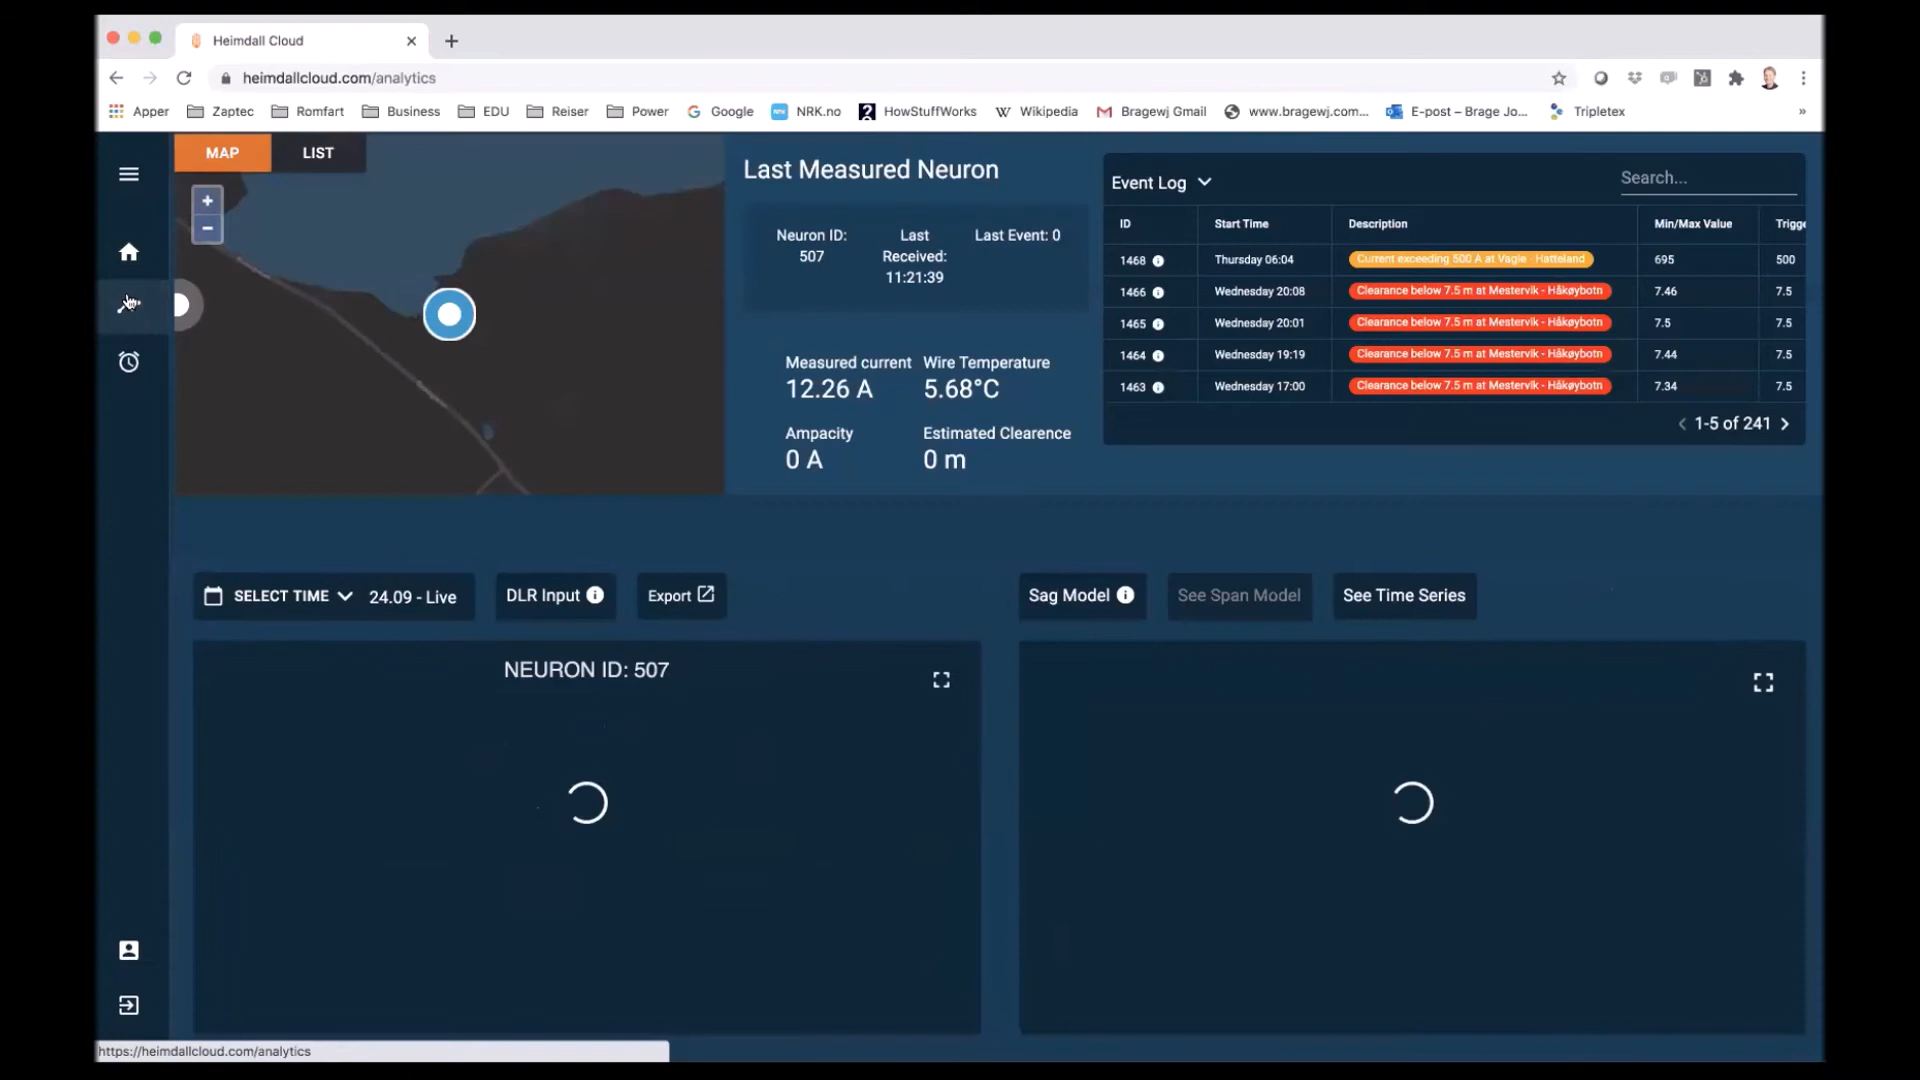 Heimdall Cloud
heimdallcloud.com/analytics
Apper Zaptec Romfart Business EDU Reiser Power Google NRK.no HowStuffWorks Wikipedia Bragewj Gmail www.bragewj.com... E-post – Brage Jo... Tripletex »
MAP LIST
+
−
Last Measured Neuron
Neuron ID:
507
Last
Received:
11:21:39
Last Event: 0
Measured current
12.26 A
Wire Temperature
5.68°C
Ampacity
0 A
Estimated Clearence
0 m
Event Log
Search...
ID Start Time Description Min/Max Value Trigge
1468 Thursday 06:04 Current exceeding 500 A at Vagle - Hatteland 695 500
1466 Wednesday 20:08 Clearance below 7.5 m at Mestervik - Håkøybotn 7.46 7.5
1465 Wednesday 20:01 Clearance below 7.5 m at Mestervik - Håkøybotn 7.5 7.5
1464 Wednesday 19:19 Clearance below 7.5 m at Mestervik - Håkøybotn 7.44 7.5
1463 Wednesday 17:00 Clearance below 7.5 m at Mestervik - Håkøybotn 7.34 7.5
1-5 of 241
SELECT TIME 24.09 - Live DLR Input Export
Sag Model See Span Model See Time Series
NEURON ID: 507
https://heimdallcloud.com/analytics